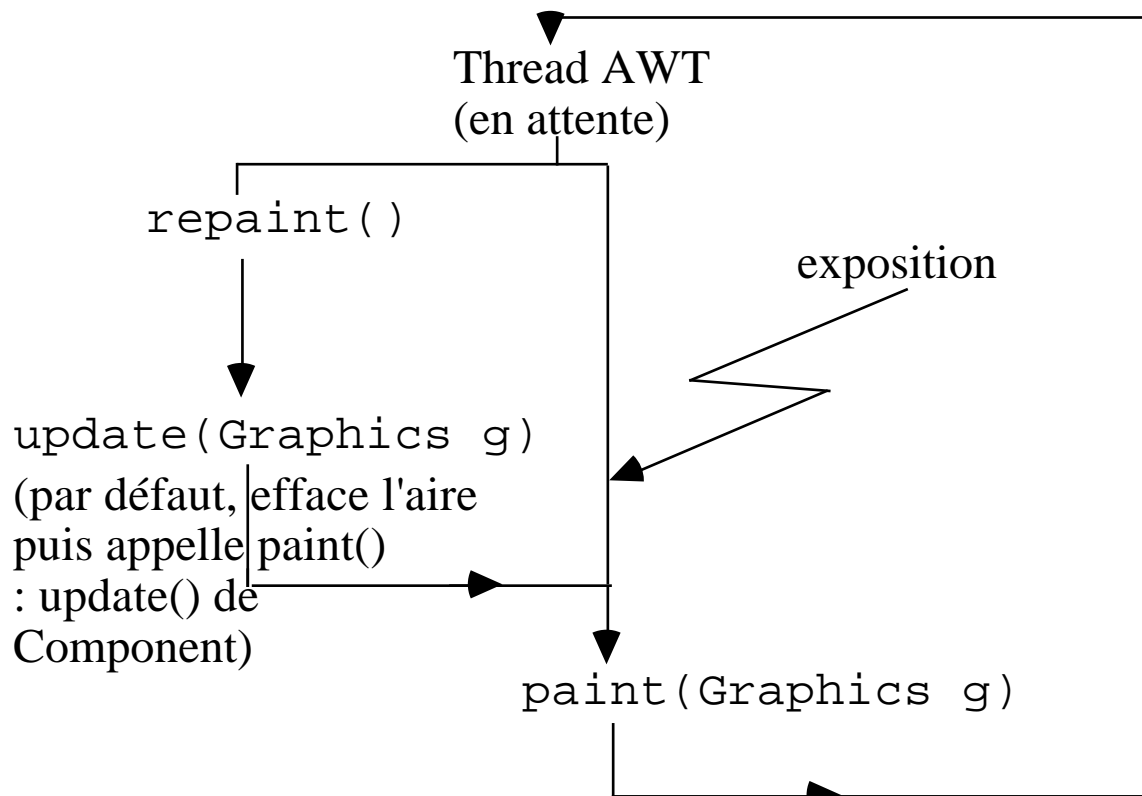 Thread AWT
(en attente)
repaint()
exposition
update(Graphics g)
(par défaut, efface l'aire
puis appelle paint()
: update() de
Component)
paint(Graphics g)